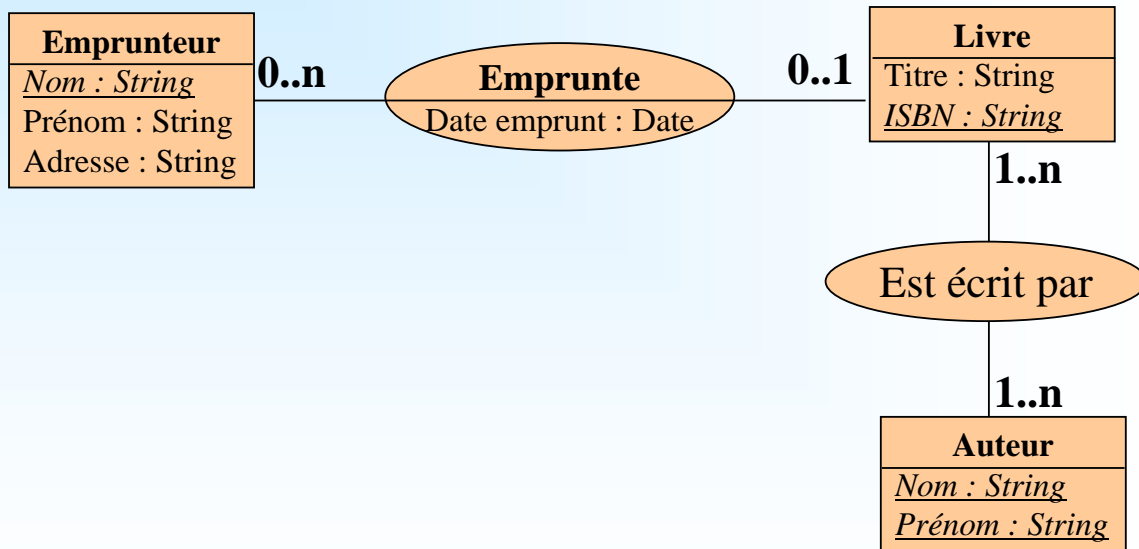 Emprunteur
Nom : String
Prénom : String
Adresse : String
0..n
Emprunte
Date emprunt : Date
0..1
Livre
Titre : String
ISBN : String
1..n
Est écrit par
1..n
Auteur
Nom : String
Prénom : String